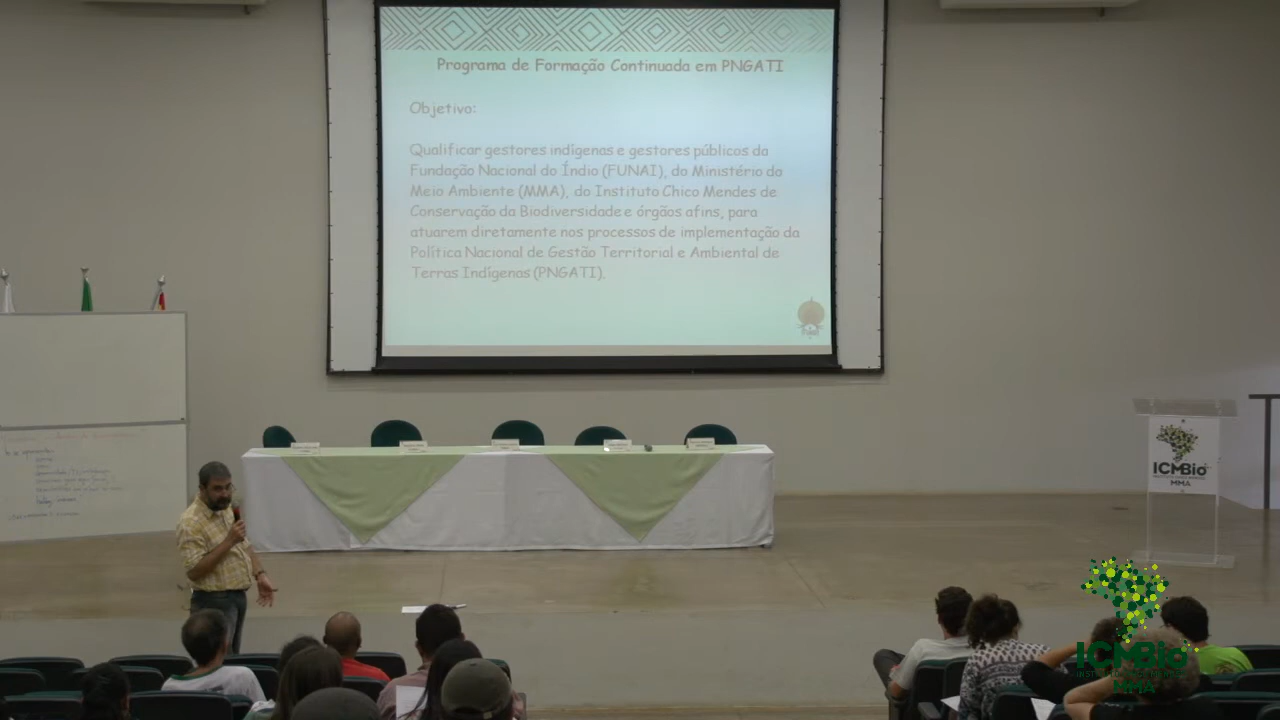 Programa de Formação Continuada em PNGATI
Objetivo:
Qualificar gestores indígenas e gestores públicos da
Fundação Nacional do Índio (FUNAI), do Ministério do
Meio Ambiente (MMA), do Instituto Chico Mendes de
Conservação da Biodiversidade e órgãos afins, para
atuarem diretamente nos processos de implementação da
Política Nacional de Gestão Territorial e Ambiental de
Terras Indígenas (PNGATI).
ICMBio
MMA
ICMBio
MMA